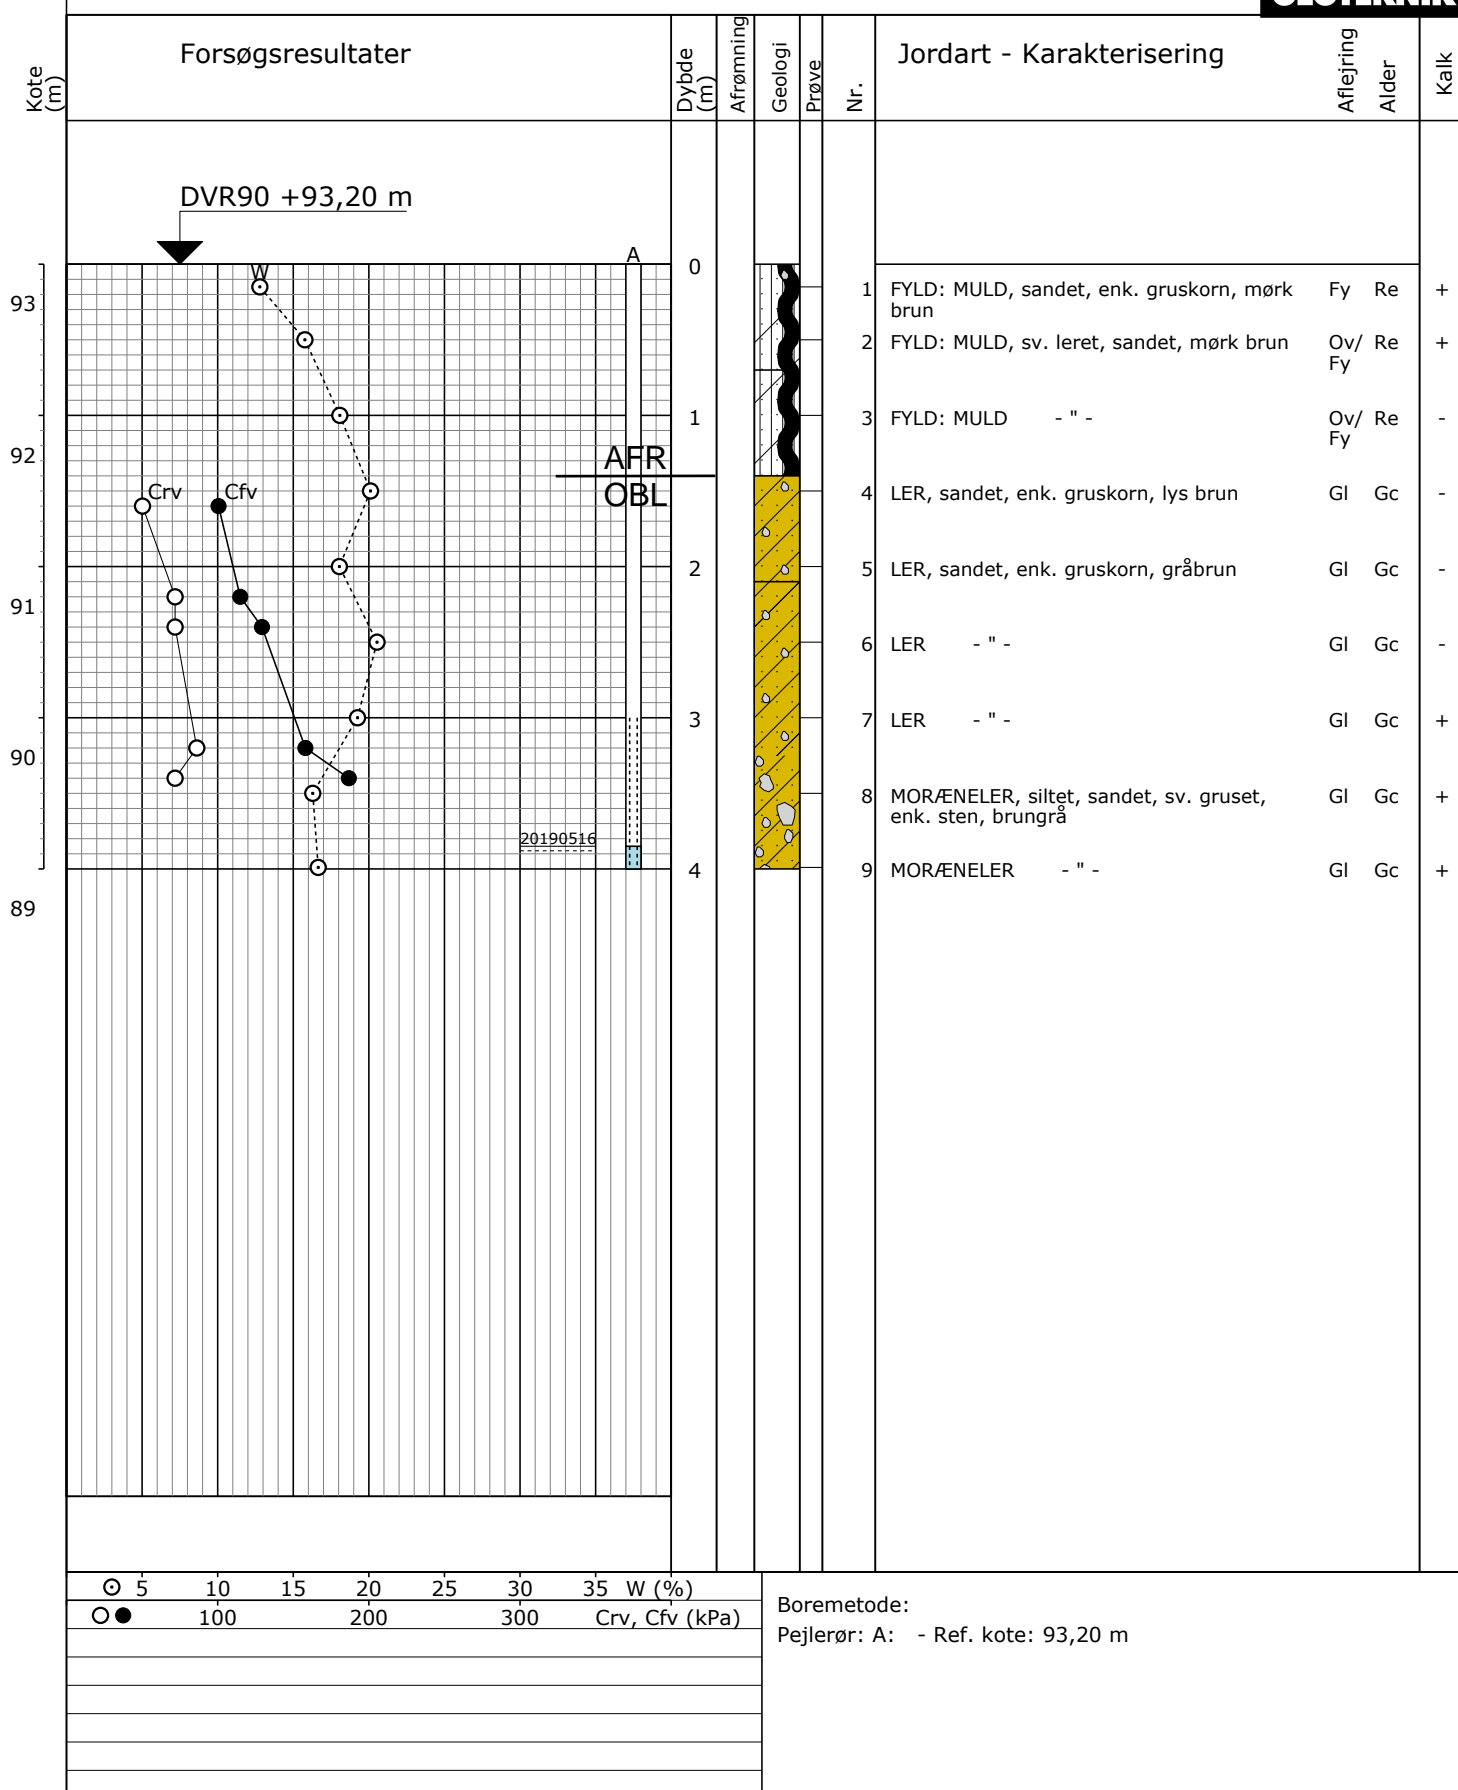 Forsøgsresultater
Jordart - Karakterisering
Kote
(m)
Dybde
(m)
Afrømning
Geologi
Prøve
Nr.
Aflejring
Alder
Kalk
DVR90 +93,20 m
A
W
0
93
1 FYLD: MULD, sandet, enk. gruskorn, mørk Fy Re +
brun
2 FYLD: MULD, sv. leret, sandet, mørk brun Ov/ Re +
Fy
1
3 FYLD: MULD - " - Ov/ Re -
Fy
92
AFR
OBL
Crv Cfv
4 LER, sandet, enk. gruskorn, lys brun Gl Gc -
2
5 LER, sandet, enk. gruskorn, gråbrun Gl Gc -
91
6 LER - " - Gl Gc -
3
7 LER - " - Gl Gc +
90
8 MORÆNELER, siltet, sandet, sv. gruset, Gl Gc +
enk. sten, brungrå
20190516
4
9 MORÆNELER - " - Gl Gc +
89
5 10 15 20 25 30 35 W (%)
100 200 300 Crv, Cfv (kPa)
Boremetode:
Pejlerør: A: - Ref. kote: 93,20 m